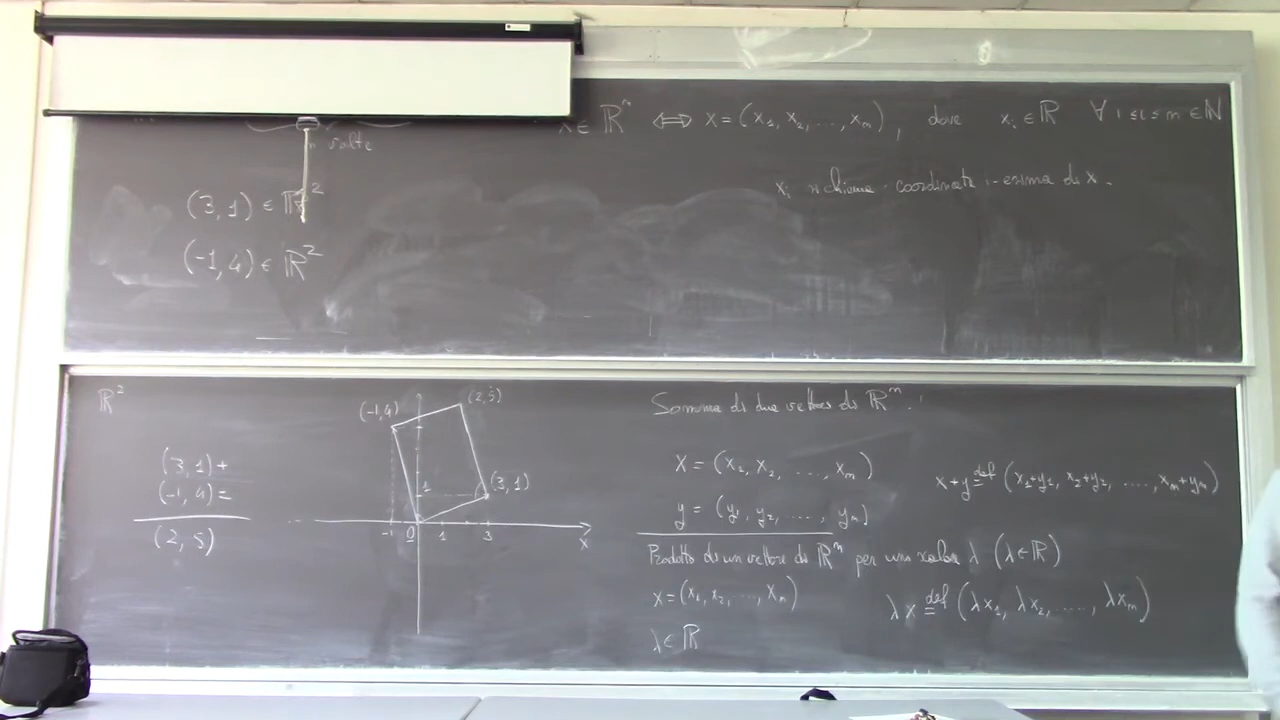 x ∈ ℝⁿ ⟺ x = (x₁, x₂, ..., xₙ), dove xᵢ ∈ ℝ ∀ 1 ≤ i ≤ n ∈ ℕ
n volte
xᵢ si chiama coordinata i-esima di x.
(3, 1) ∈ ℝ²
(-1, 4) ∈ ℝ²
ℝ²
(3, 1) +
(-1, 4) =
(2, 5)
(-1, 4)
(2, 5)
1
(3, 1)
-1 0 1 3 x
Somma di due vettori di ℝⁿ.
x = (x₁, x₂, ..., xₙ)
y = (y₁, y₂, ..., yₙ)
x + y =def (x₁+y₁, x₂+y₂, ...., xₙ+yₙ)
Prodotto di un vettore di ℝⁿ per uno scalare λ (λ ∈ ℝ)
x = (x₁, x₂, ..., xₙ)
λ ∈ ℝ
λx =def (λx₁, λx₂, ...., λxₙ)